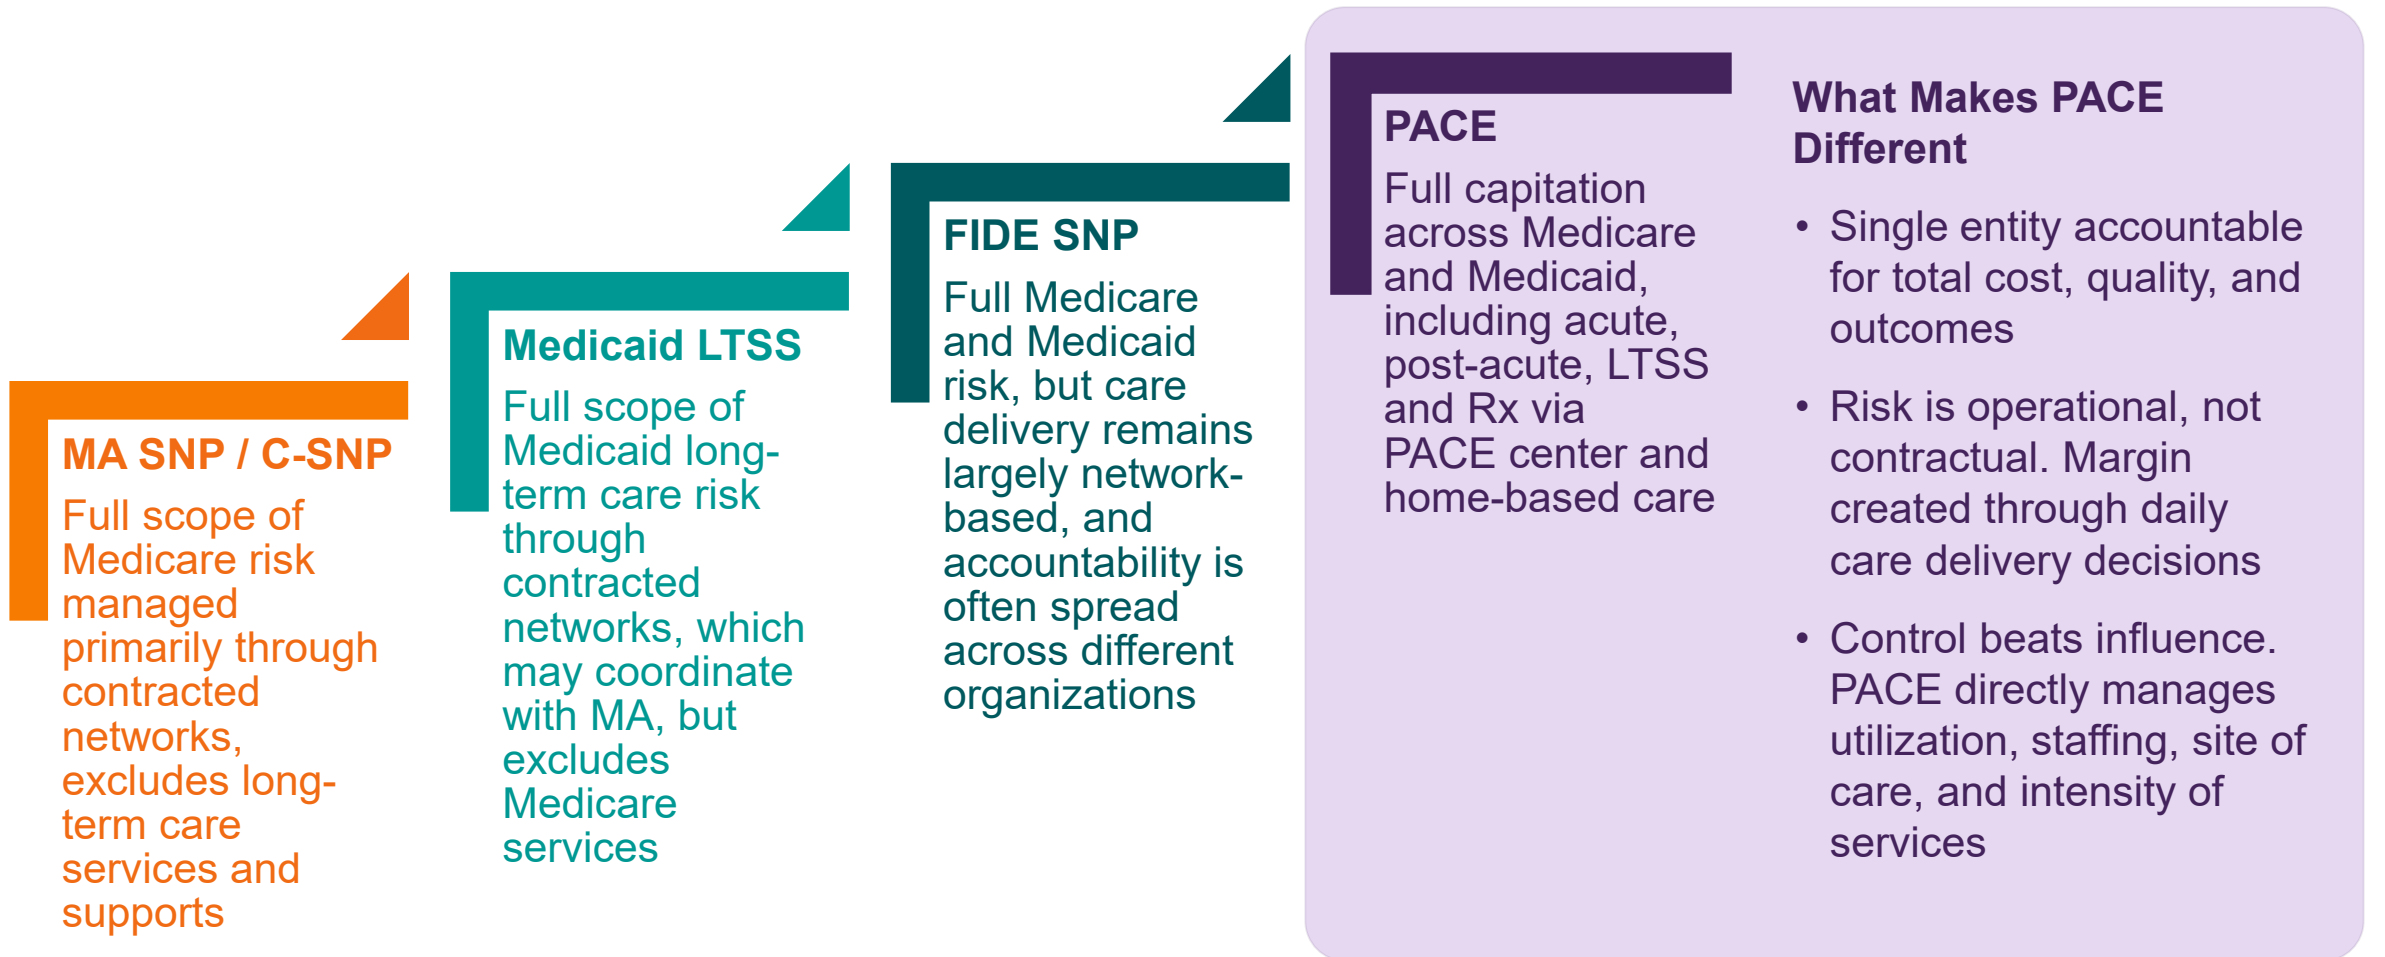 MA SNP / C-SNP
Full scope of
Medicare risk
managed
primarily through
contracted
networks,
excludes long-
term care
services and
supports
Medicaid LTSS
Full scope of
Medicaid long-
term care risk
through
contracted
networks, which
may coordinate
with MA, but
excludes
Medicare
services
FIDE SNP
Full Medicare
and Medicaid
risk, but care
delivery remains
largely network-
based, and
accountability is
often spread
across different
organizations
PACE
Full capitation
across Medicare
and Medicaid,
including acute,
post-acute, LTSS
and Rx via
PACE center and
home-based care
What Makes PACE
Different
• Single entity accountable
for total cost, quality, and
outcomes
• Risk is operational, not
contractual. Margin
created through daily
care delivery decisions
• Control beats influence.
PACE directly manages
utilization, staffing, site of
care, and intensity of
services